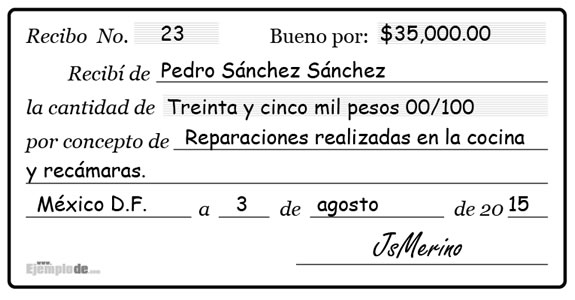 Recibo No. 23 Bueno por: $35,000.00
Recibí de Pedro Sánchez Sánchez
la cantidad de Treinta y cinco mil pesos 00/100
por concepto de Reparaciones realizadas en la cocina
y recámaras.
México D.F. a 3 de agosto de 2015
JsMerino
www.
Ejemplode.com